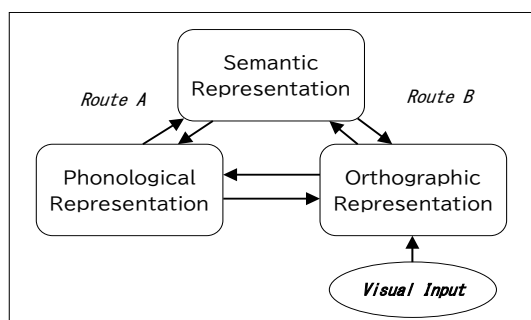 Semantic
Representation
Route A
Route B
Phonological
Representation
Orthographic
Representation
Visual Input